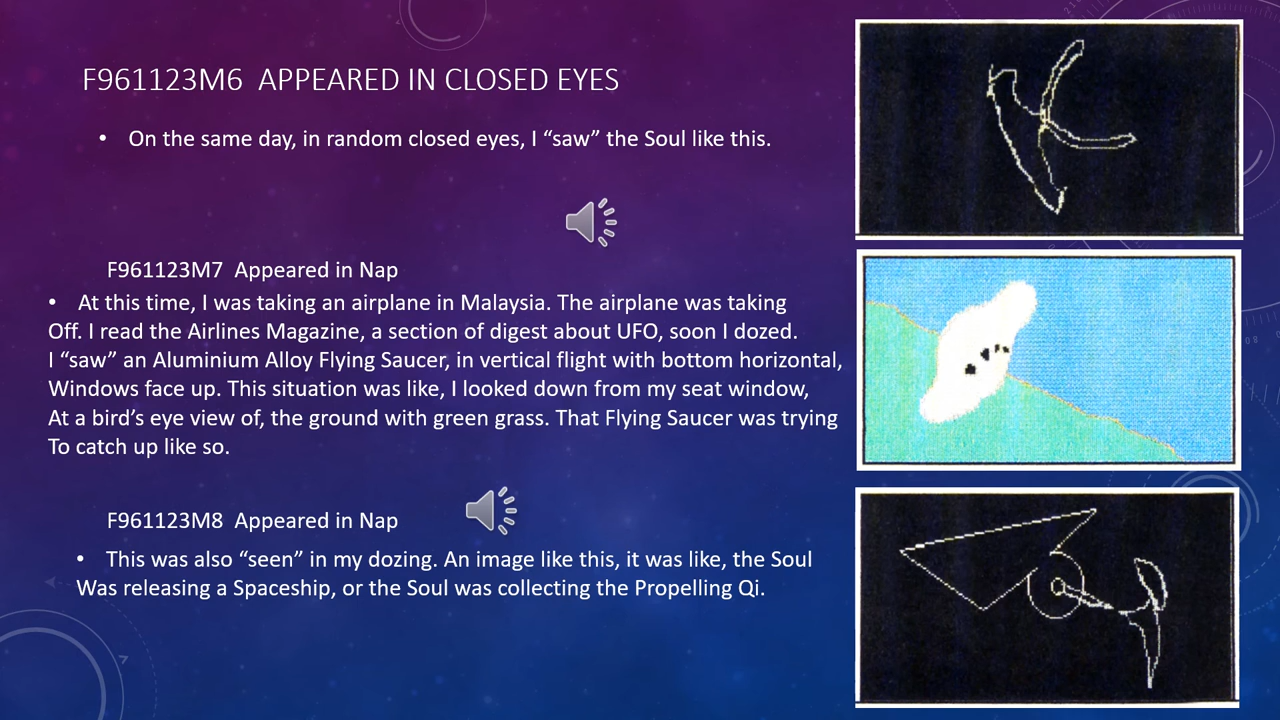 F961123M6  APPEARED IN CLOSED EYES
• On the same day, in random closed eyes, I “saw” the Soul like this.
F961123M7  Appeared in Nap
• At this time, I was taking an airplane in Malaysia. The airplane was taking
Off. I read the Airlines Magazine, a section of digest about UFO, soon I dozed.
I “saw” an Aluminium Alloy Flying Saucer, in vertical flight with bottom horizontal,
Windows face up. This situation was like, I looked down from my seat window,
At a bird’s eye view of, the ground with green grass. That Flying Saucer was trying
To catch up like so.
F961123M8  Appeared in Nap
• This was also “seen” in my dozing. An image like this, it was like, the Soul
Was releasing a Spaceship, or the Soul was collecting the Propelling Qi.